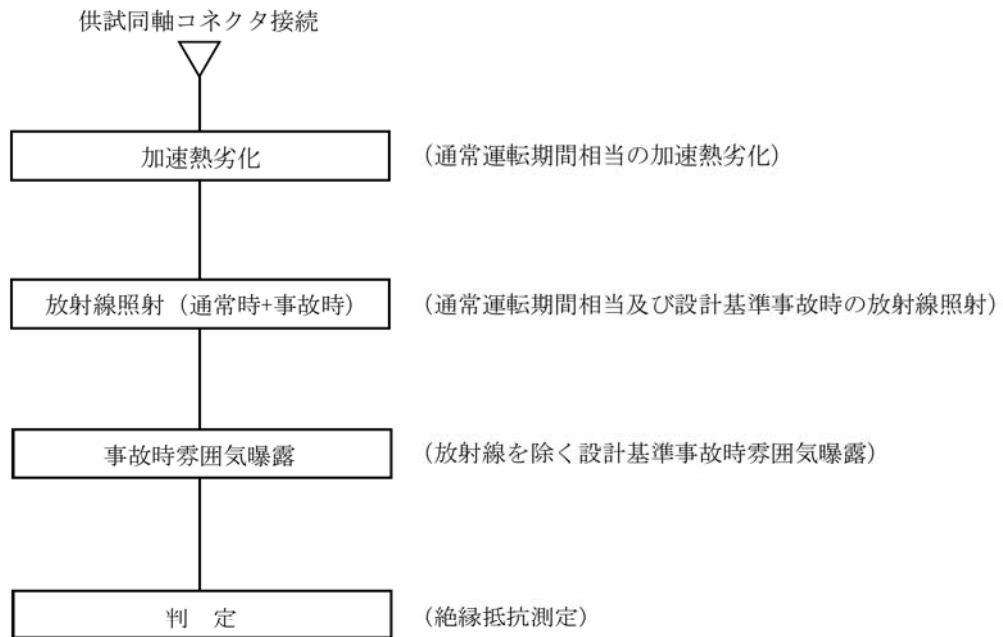 供試同軸コネクタ接続
加速熱劣化 (通常運転期間相当の加速熱劣化)
放射線照射(通常時+事故時) (通常運転期間相当及び設計基準事故時の放射線照射)
事故時雰囲気曝露 (放射線を除く設計基準事故時雰囲気曝露)
判 定 (絶縁抵抗測定)